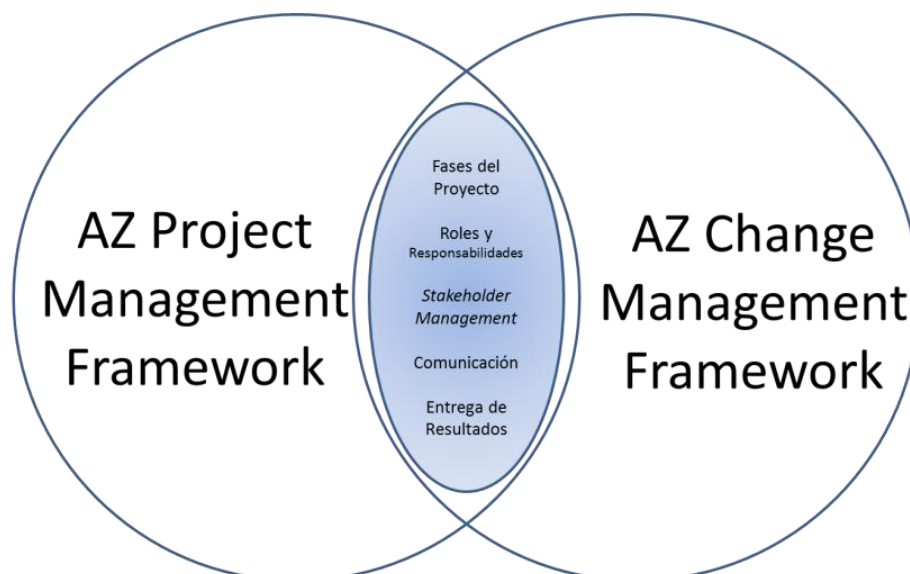 AZ Project
Management
Framework
Fases del
Proyecto
Roles y
Responsabilidades
Stakeholder
Management
Comunicación
Entrega de
Resultados
AZ Change
Management
Framework